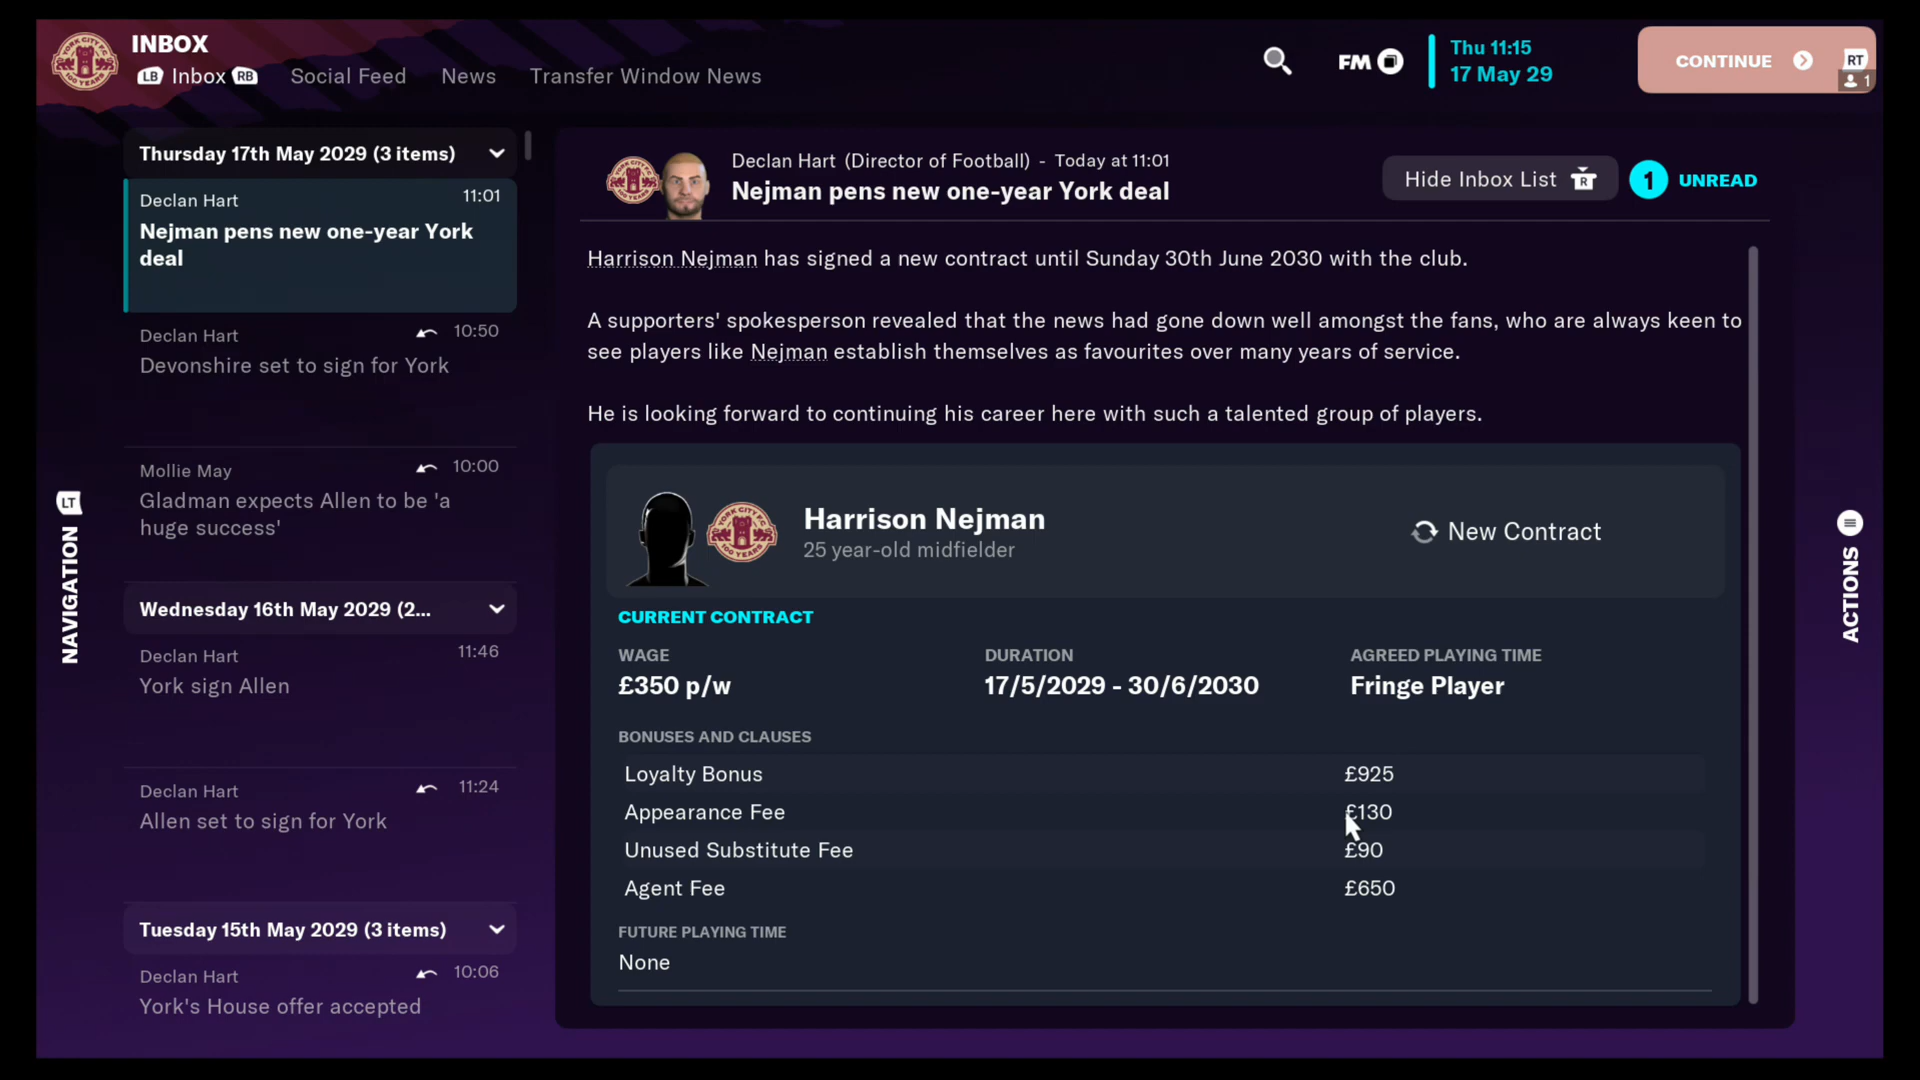 INBOX
LB Inbox RB
Social Feed
News
Transfer Window News
FM
Thu 11:15
17 May 29
CONTINUE
RT
1
YORK CITY F.C.
100 YEARS
Thursday 17th May 2029 (3 items)
Declan Hart
11:01
Nejman pens new one-year York
deal
Declan Hart
10:50
Devonshire set to sign for York
Mollie May
10:00
Gladman expects Allen to be 'a
huge success'
Wednesday 16th May 2029 (2...
Declan Hart
11:46
York sign Allen
Declan Hart
11:24
Allen set to sign for York
Tuesday 15th May 2029 (3 items)
Declan Hart
10:06
York's House offer accepted
LT
NAVIGATION
Declan Hart (Director of Football) - Today at 11:01
Nejman pens new one-year York deal
Hide Inbox List
R
1 UNREAD
Harrison Nejman has signed a new contract until Sunday 30th June 2030 with the club.
A supporters' spokesperson revealed that the news had gone down well amongst the fans, who are always keen to
see players like Nejman establish themselves as favourites over many years of service.
He is looking forward to continuing his career here with such a talented group of players.
YORK CITY F.C.
100 YEARS
Harrison Nejman
25 year-old midfielder
New Contract
CURRENT CONTRACT
WAGE
£350 p/w
DURATION
17/5/2029 - 30/6/2030
AGREED PLAYING TIME
Fringe Player
BONUSES AND CLAUSES
Loyalty Bonus
£925
Appearance Fee
£130
Unused Substitute Fee
£90
Agent Fee
£650
FUTURE PLAYING TIME
None
ACTIONS